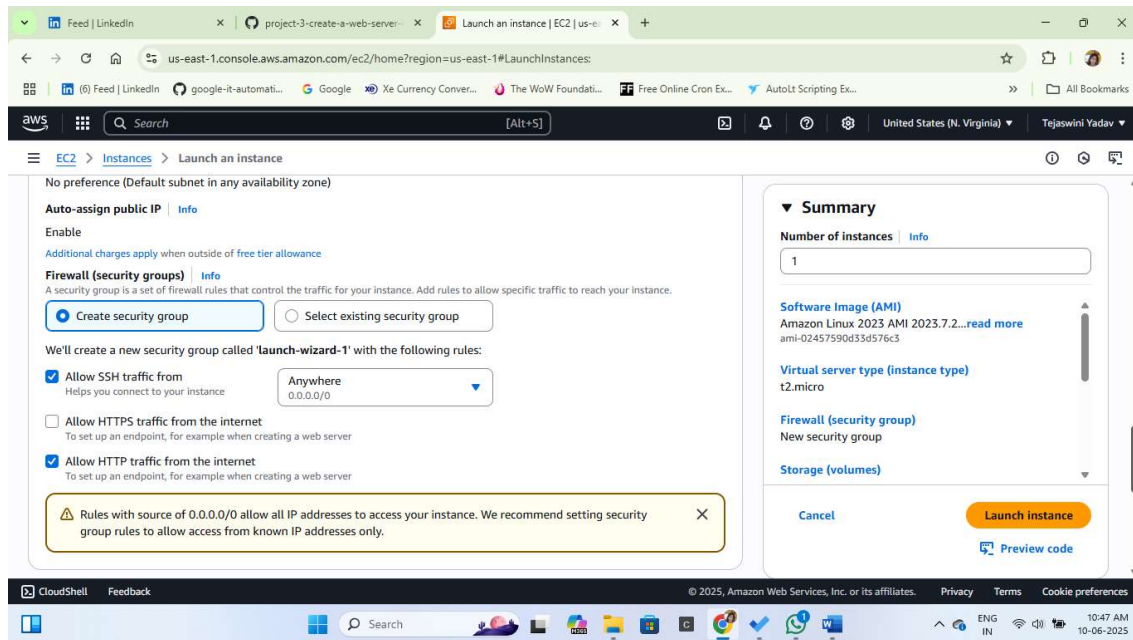 Feed | LinkedIn
project-3-create-a-web-server-
Launch an instance | EC2 | us-ea
us-east-1.console.aws.amazon.com/ec2/home?region=us-east-1#LaunchInstances:
(6) Feed | LinkedIn
google-it-automati...
Google
Xe Currency Conver...
The WoW Foundati...
Free Online Cron Ex...
AutoLt Scripting Ex...
All Bookmarks
aws
Search
[Alt+S]
United States (N. Virginia)
Tejaswini Yadav
EC2 > Instances > Launch an instance
No preference (Default subnet in any availability zone)
Auto-assign public IP | Info
Enable
Additional charges apply when outside of free tier allowance
Firewall (security groups) | Info
A security group is a set of firewall rules that control the traffic for your instance. Add rules to allow specific traffic to reach your instance.
Create security group
Select existing security group
We'll create a new security group called 'launch-wizard-1' with the following rules:
Allow SSH traffic from
Helps you connect to your instance
Anywhere
0.0.0.0/0
Allow HTTPS traffic from the internet
To set up an endpoint, for example when creating a web server
Allow HTTP traffic from the internet
To set up an endpoint, for example when creating a web server
Rules with source of 0.0.0.0/0 allow all IP addresses to access your instance. We recommend setting security
group rules to allow access from known IP addresses only.
Summary
Number of instances | Info
1
Software Image (AMI)
Amazon Linux 2023 AMI 2023.7.2...read more
ami-02457590d33d576c3
Virtual server type (instance type)
t2.micro
Firewall (security group)
New security group
Storage (volumes)
Cancel
Launch instance
Preview code
CloudShell
Feedback
© 2025, Amazon Web Services, Inc. or its affiliates.
Privacy
Terms
Cookie preferences
Search
ENG
IN
10:47 AM
10-06-2025